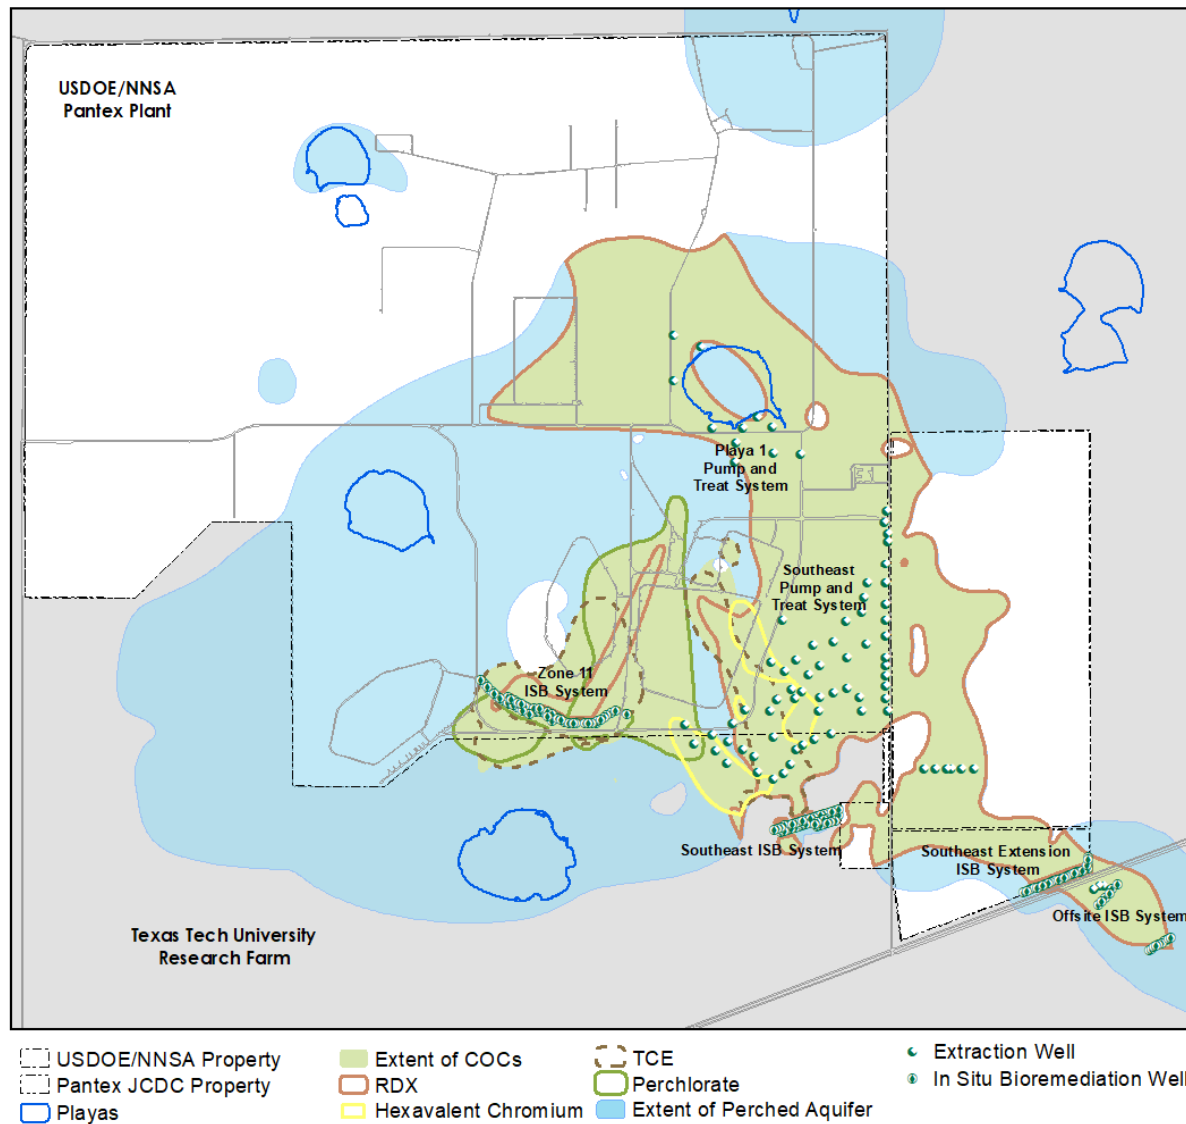 USDOE/NNSA
Pantex Plant
Playa 1
Pump and
Treat System
Southeast
Pump and
Treat System
Zone 11
ISB System
Southeast ISB System
Southeast Extension
ISB System
Offsite ISB System
Texas Tech University
Research Farm
USDOE/NNSA Property
Pantex JCDC Property
Playas
Extent of COCs
RDX
Hexavalent Chromium
TCE
Perchlorate
Extent of Perched Aquifer
Extraction Well
In Situ Bioremediation Well